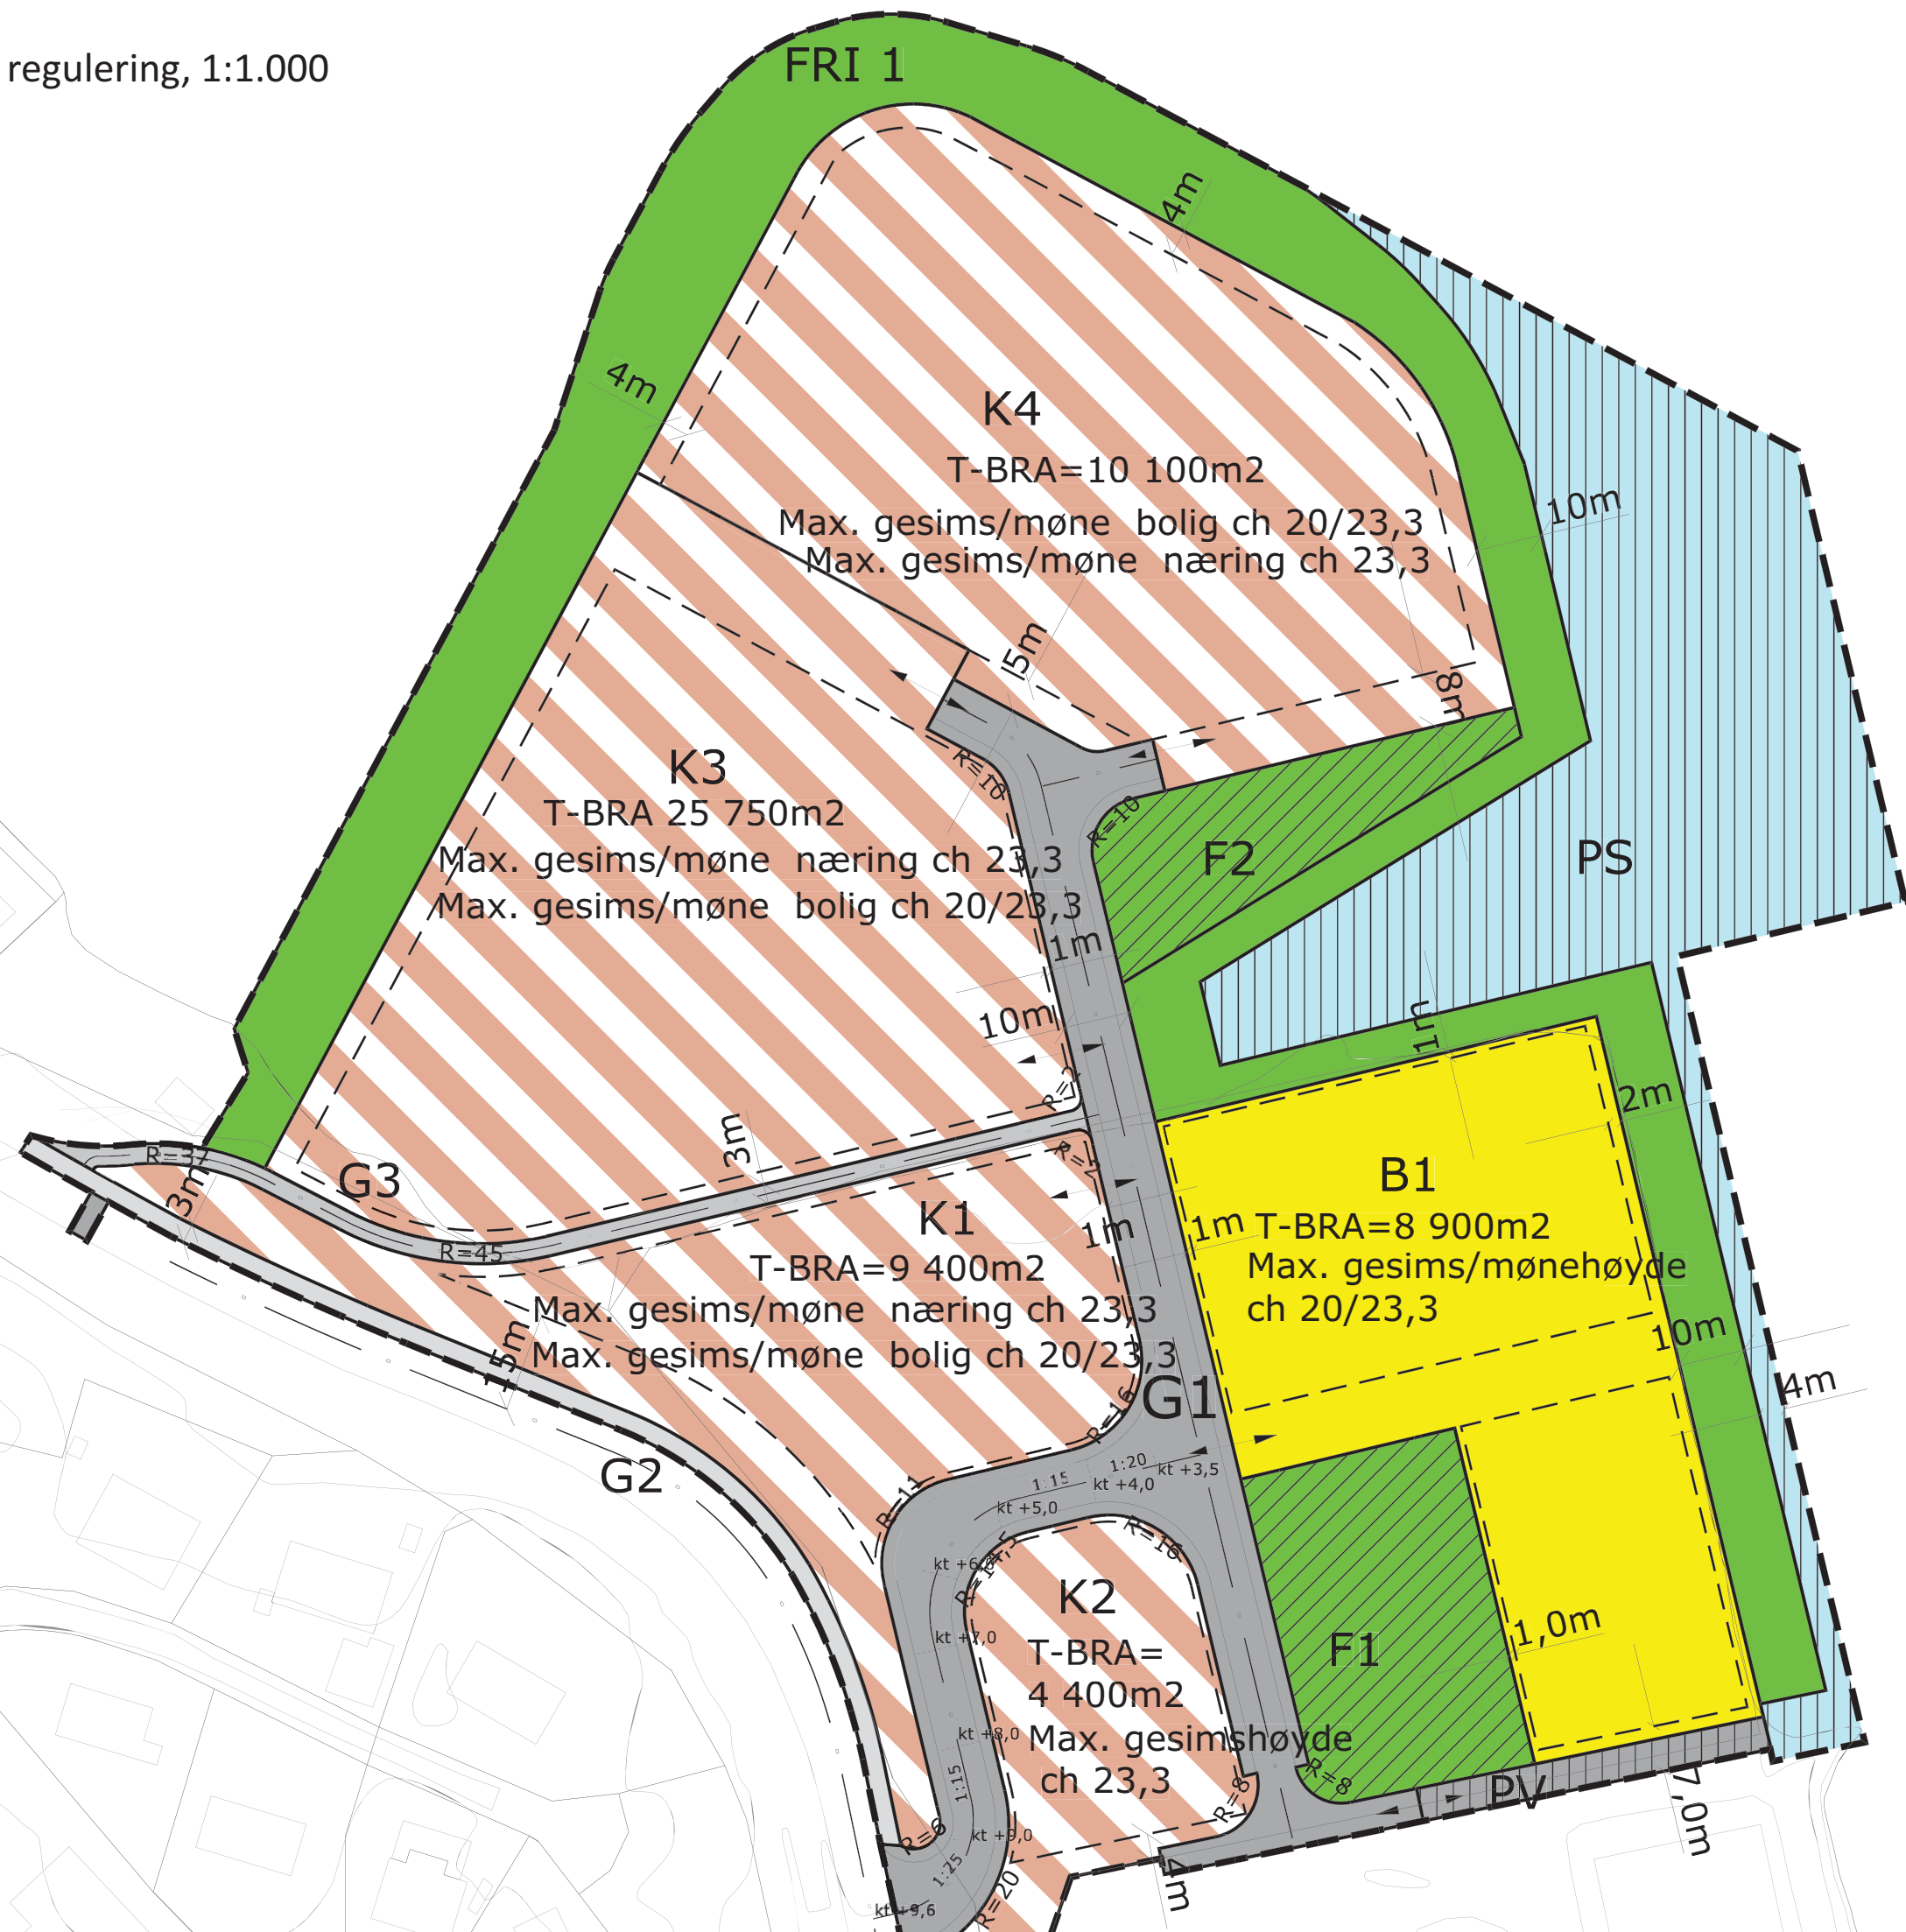 regulering, 1:1.000
FRI 1
4m
4m
K4
T-BRA=10 100m2
Max. gesims/møne bolig ch 20/23,3
Max. gesims/møne næring ch 23,3
10m
5m
8m
R=10
R=10
K3
T-BRA 25 750m2
Max. gesims/møne næring ch 23,3
Max. gesims/møne bolig ch 20/23,3
F2
PS
1m
10m
1m
R=2
2m
3m
R=37
3m
G3
R=45
R=2
K1
T-BRA=9 400m2
Max. gesims/møne næring ch 23,3
Max. gesims/møne bolig ch 20/23,3
1m
1m
B1
T-BRA=8 900m2
Max. gesims/mønehøyde
ch 20/23,3
10m
4m
G1
R=16
G2
R=11
1:15
1:20
kt +3,5
kt +4,0
kt +5,0
R=16
K2
T-BRA=
4 400m2
Max. gesimshøyde
ch 23,3
kt +7,0
kt +8,0
1:15
kt +9,0
R=6
1:25
R=20
kt +9,6
F1
1,0m
R=8
R=8
PV
7,0m
4m